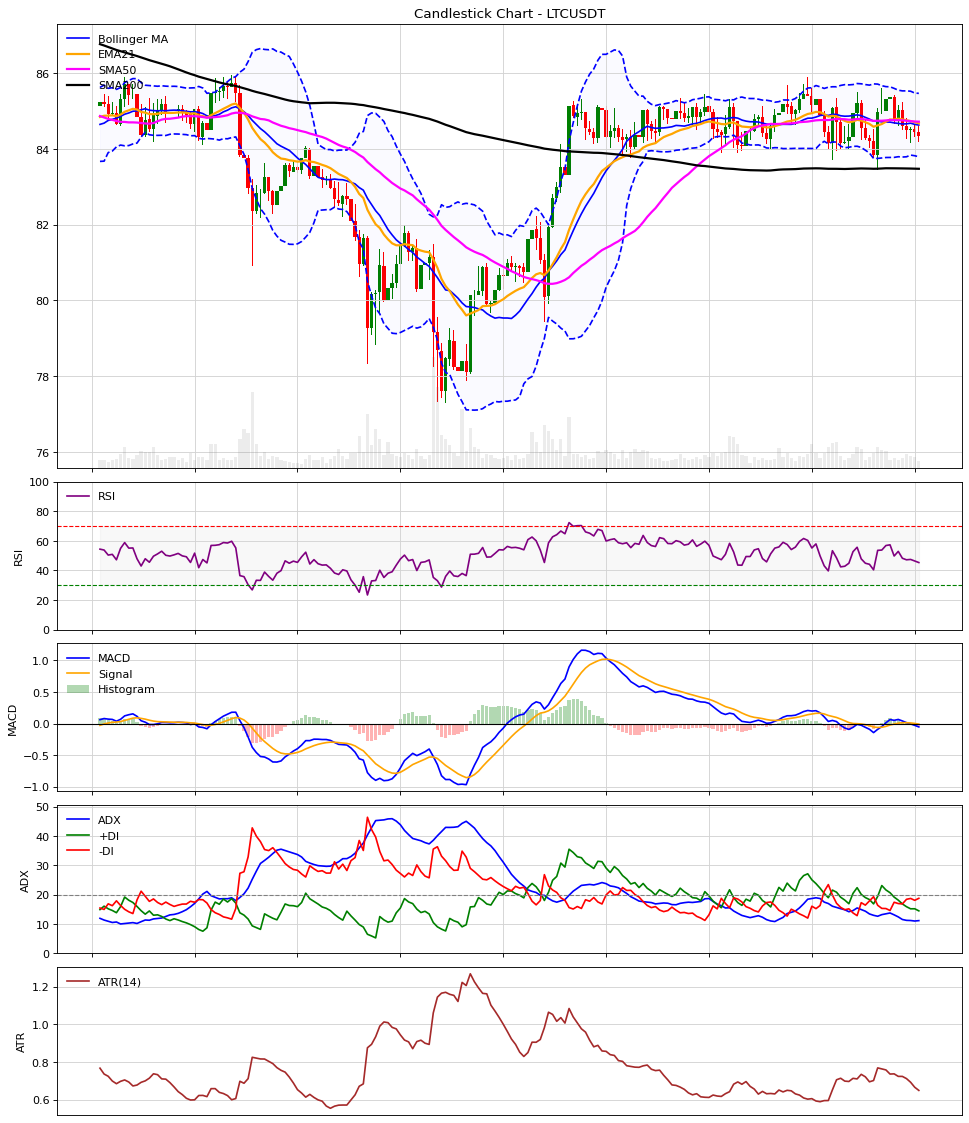 Candlestick Chart - LTCUSDT
Bollinger MA
EMA21
SMA50
SMA200
86
84
82
80
78
76
RSI
100
80
60
40
20
0
RSI
MACD
Signal
Histogram
1.0
0.5
0.0
−0.5
−1.0
MACD
ADX
+DI
-DI
50
40
30
20
10
0
ADX
ATR(14)
1.2
1.0
0.8
0.6
ATR